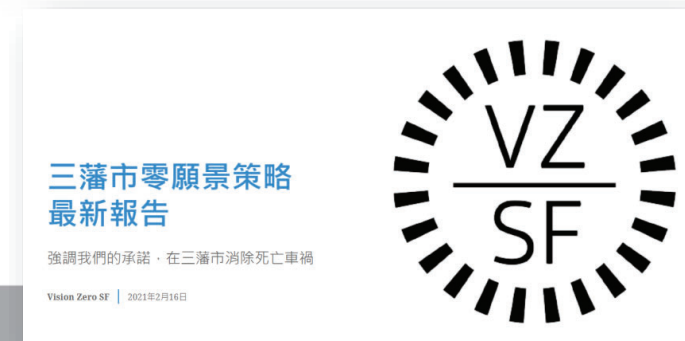 三藩市零願景策略
最新報告
強調我們的承諾，在三藩市消除死亡車禍
Vision Zero SF | 2021年2月16日
VZ
SF